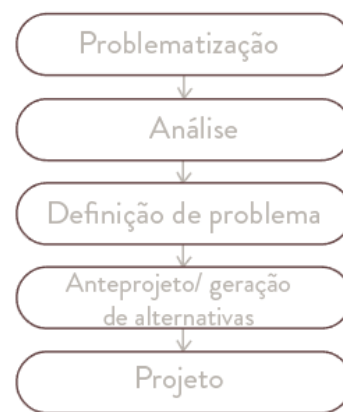 Problematização
Análise
Definição de problema
Anteprojeto/ geração
de alternativas
Projeto